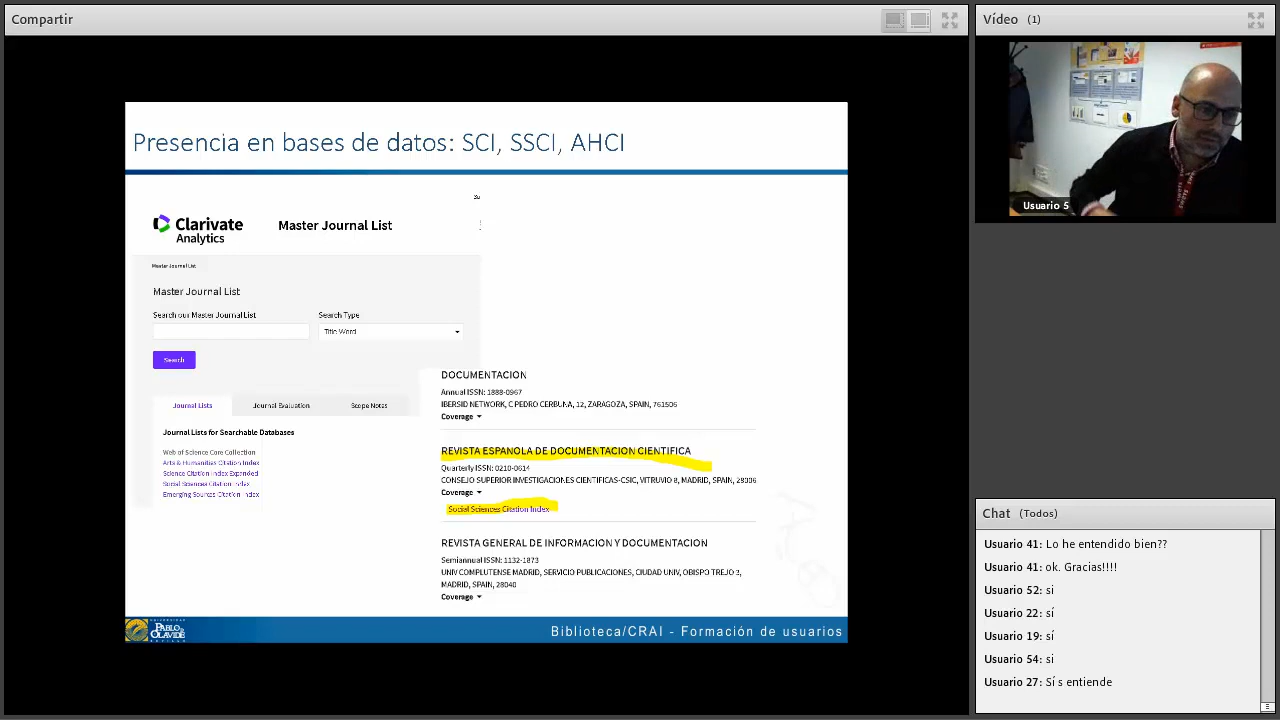 Compartir
Presencia en bases de datos: SCI, SSCI, AHCI
Clarivate
Analytics
Master Journal List
Master Journal List
Master Journal List
Search our Master Journal List
Search Type
Title Word
Search
Journal Lists
Journal Evaluation
Scope Notes
Journal Lists for Searchable Databases
Web of Science Core Collection
Arts & Humanities Citation Index
Science Citation Index Expanded
Social Sciences Citation Index
Emerging Sources Citation Index
DOCUMENTACION
Annual ISSN: 1888-0967
IBERSID NETWORK, C PEDRO CERBUNA, 12, ZARAGOZA, SPAIN, 761506
Coverage
REVISTA ESPANOLA DE DOCUMENTACION CIENTIFICA
Quarterly ISSN: 0210-0614
CONSEJO SUPERIOR INVESTIGACIONES CIENTIFICAS-CSIC, VITRUVIO 8, MADRID, SPAIN, 28006
Coverage
Social Sciences Citation Index
REVISTA GENERAL DE INFORMACION Y DOCUMENTACION
Semiannual ISSN: 1132-1873
UNIV COMPLUTENSE MADRID, SERVICIO PUBLICACIONES, CIUDAD UNIV, OBISPO TREJO 3,
MADRID, SPAIN, 28040
Coverage
UNIVERSIDAD
PABLO DE
OLAVIDE
SEVILLA
Biblioteca/CRAI - Formación de usuarios
Vídeo (1)
Usuario 5
Chat (Todos)
Usuario 41: Lo he entendido bien??
Usuario 41: ok. Gracias!!!!
Usuario 52: si
Usuario 22: sí
Usuario 19: sí
Usuario 54: si
Usuario 27: Sí s entiende